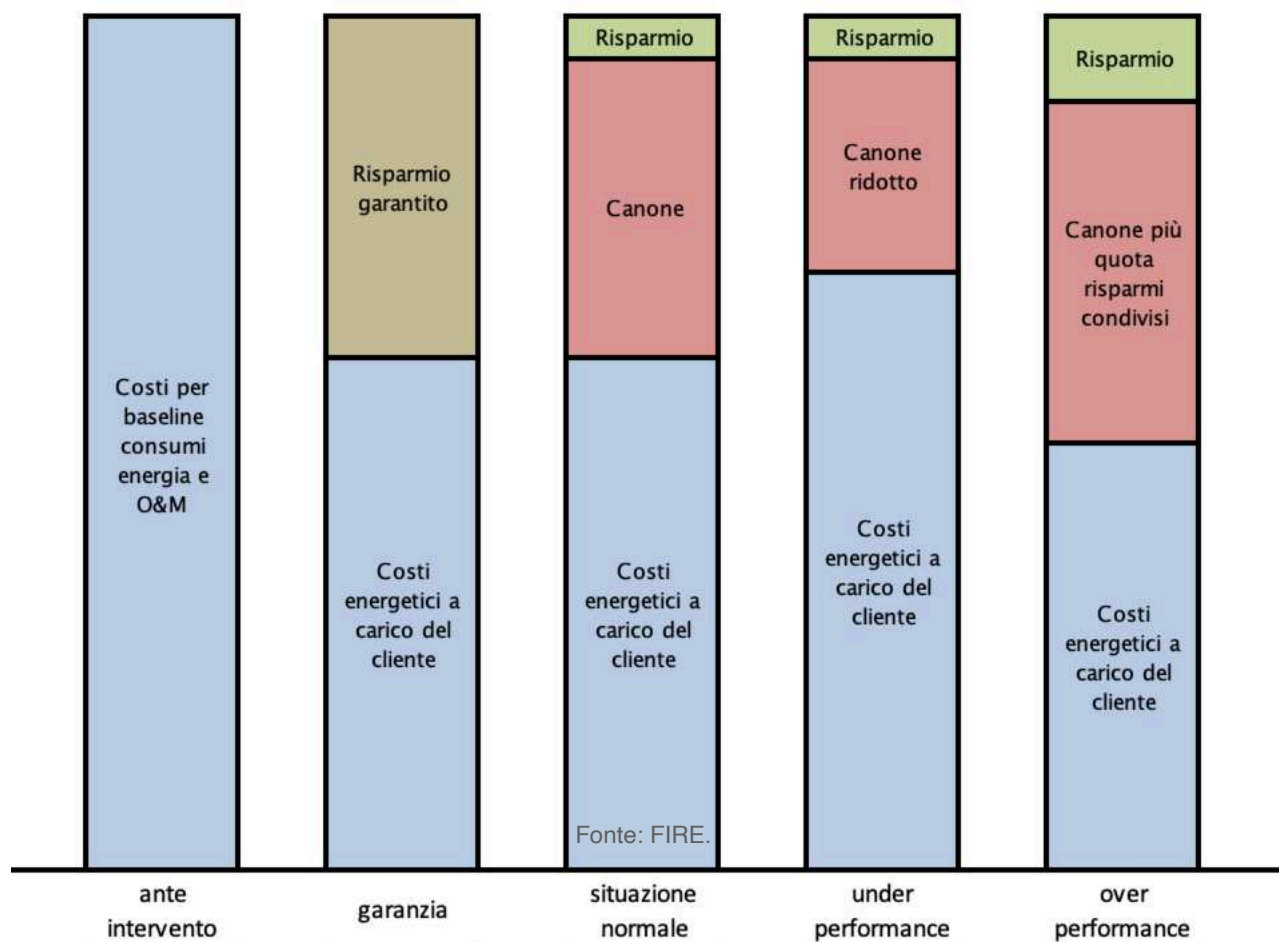 Costi per
baseline
consumi
energia e
O&M
Risparmio
garantito
Costi
energetici a
carico del
cliente
Risparmio
Canone
Costi
energetici a
carico del
cliente
Fonte: FIRE.
Risparmio
Canone
ridotto
Costi
energetici a
carico del
cliente
Risparmio
Canone più
quota
risparmi
condivisi
Costi
energetici a
carico del
cliente
ante
intervento
garanzia
situazione
normale
under
performance
over
performance